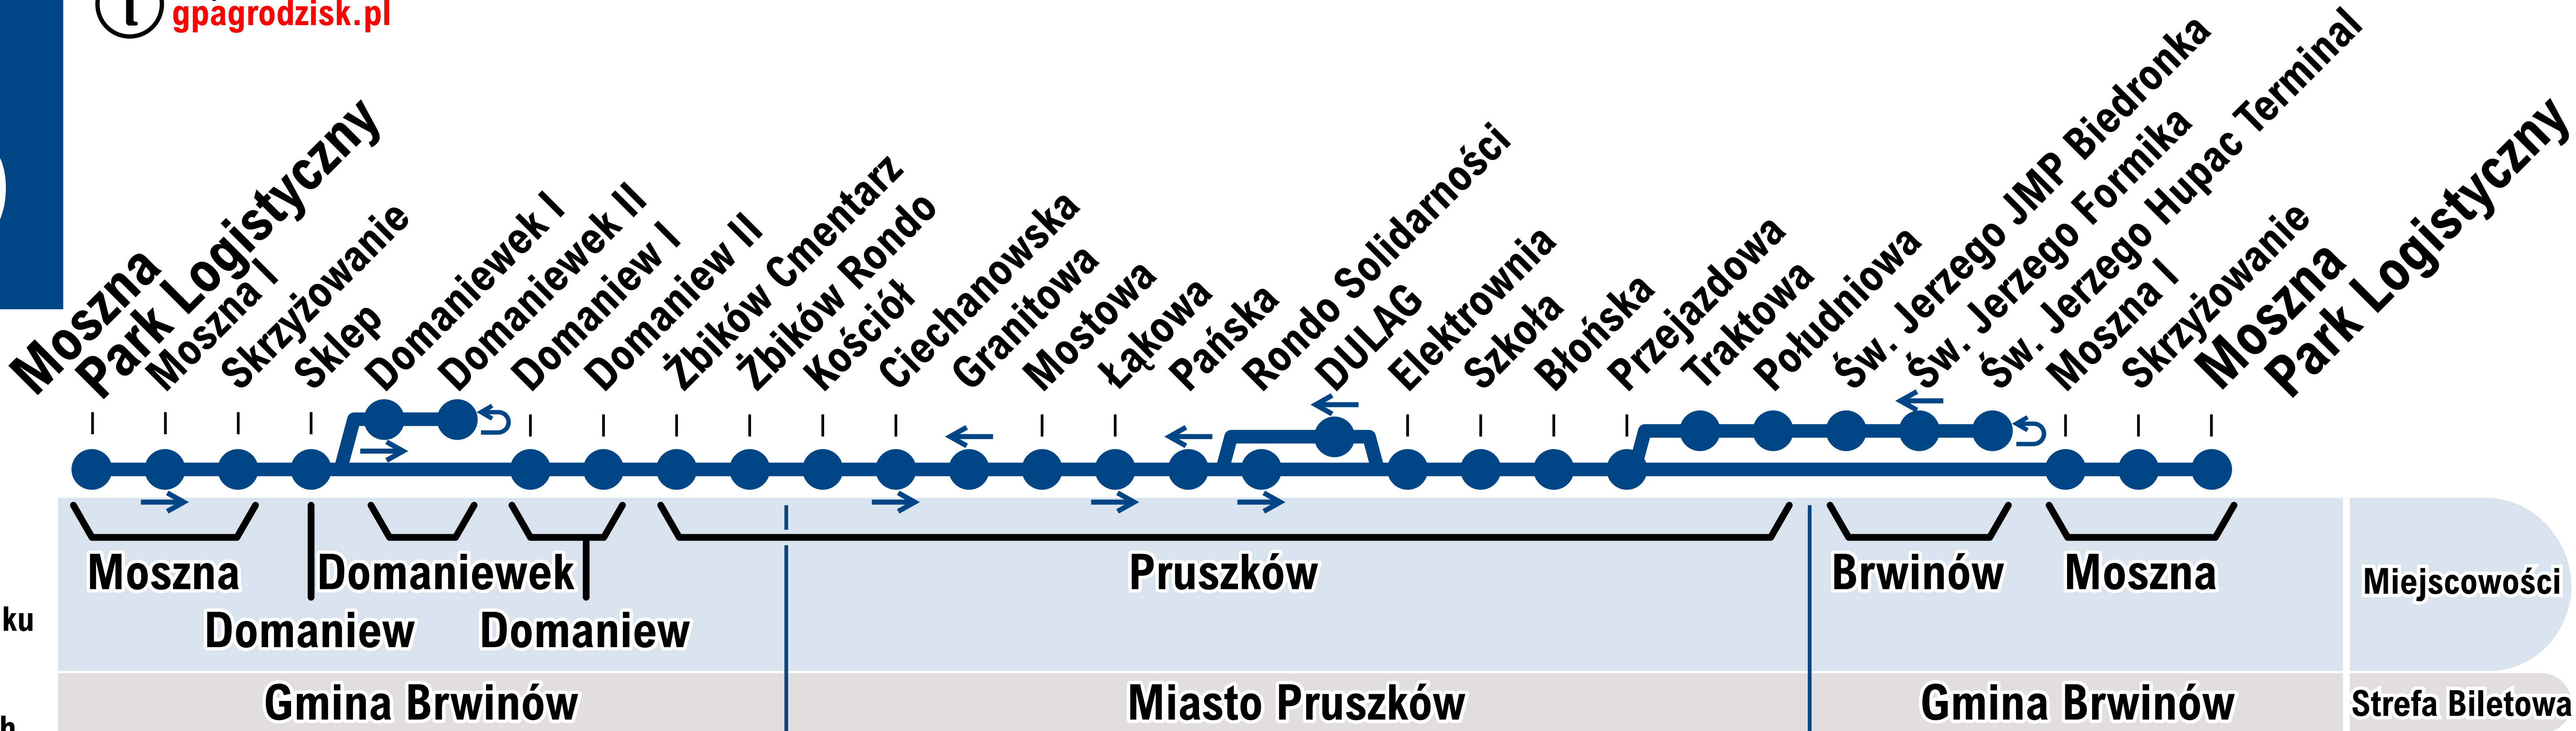 gpagrodzisk.pl
Moszna
Park Logistyczny
Moszna I
Skrzyżowanie
Sklep
Domaniewek I
Domaniewek II
Domaniew I
Domaniew II
Żbików Cmentarz
Żbików Rondo
Kościół
Ciechanowska
Granitowa
Mostowa
Łąkowa
Pańska
Rondo Solidarności
DULAG
Elektrownia
Szkoła
Błońska
Przejazdowa
Traktowa
Południowa
Św. Jerzego JMP Biedronka
Św. Jerzego Formika
Św. Jerzego Hupac Terminal
Moszna I
Skrzyżowanie
Moszna
Park Logistyczny
Moszna
Domaniewek
Pruszków
Brwinów
Moszna
Miejscowości
ku
Domaniew
Domaniew
Gmina Brwinów
Miasto Pruszków
Gmina Brwinów
Strefa Biletowa